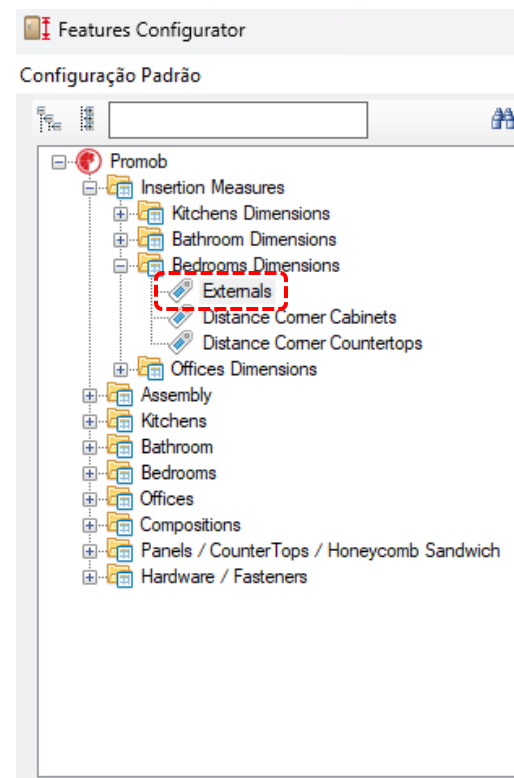 Features Configurator
Configuração Padrão
Promob
Insertion Measures
Kitchens Dimensions
Bathroom Dimensions
Bedrooms Dimensions
Externals
Distance Corner Cabinets
Distance Corner Countertops
Offices Dimensions
Assembly
Kitchens
Bathroom
Bedrooms
Offices
Compositions
Panels / CounterTops / Honeycomb Sandwich
Hardware / Fasteners